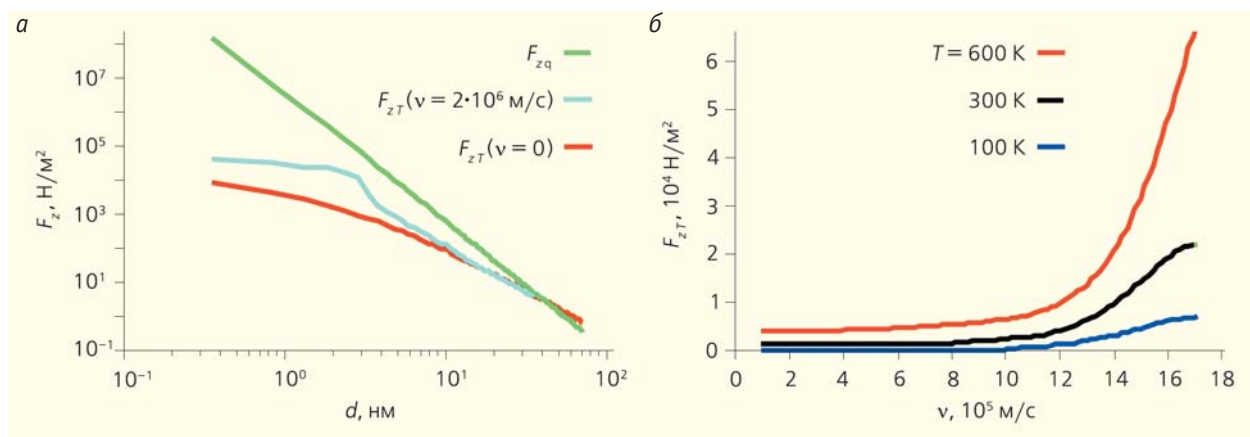 а
F_z, Н/м²
10⁷
10⁵
10³
10¹
10⁻¹
10⁻¹ 10⁰ 10¹ 10²
d, нм
F_zq
F_zT(ν = 2•10⁶ м/с)
F_zT(ν = 0)
б
F_zT, 10⁴ Н/м²
6
5
4
3
2
1
0
0 2 4 6 8 10 12 14 16 18
ν, 10⁵ м/с
T = 600 К
300 К
100 К